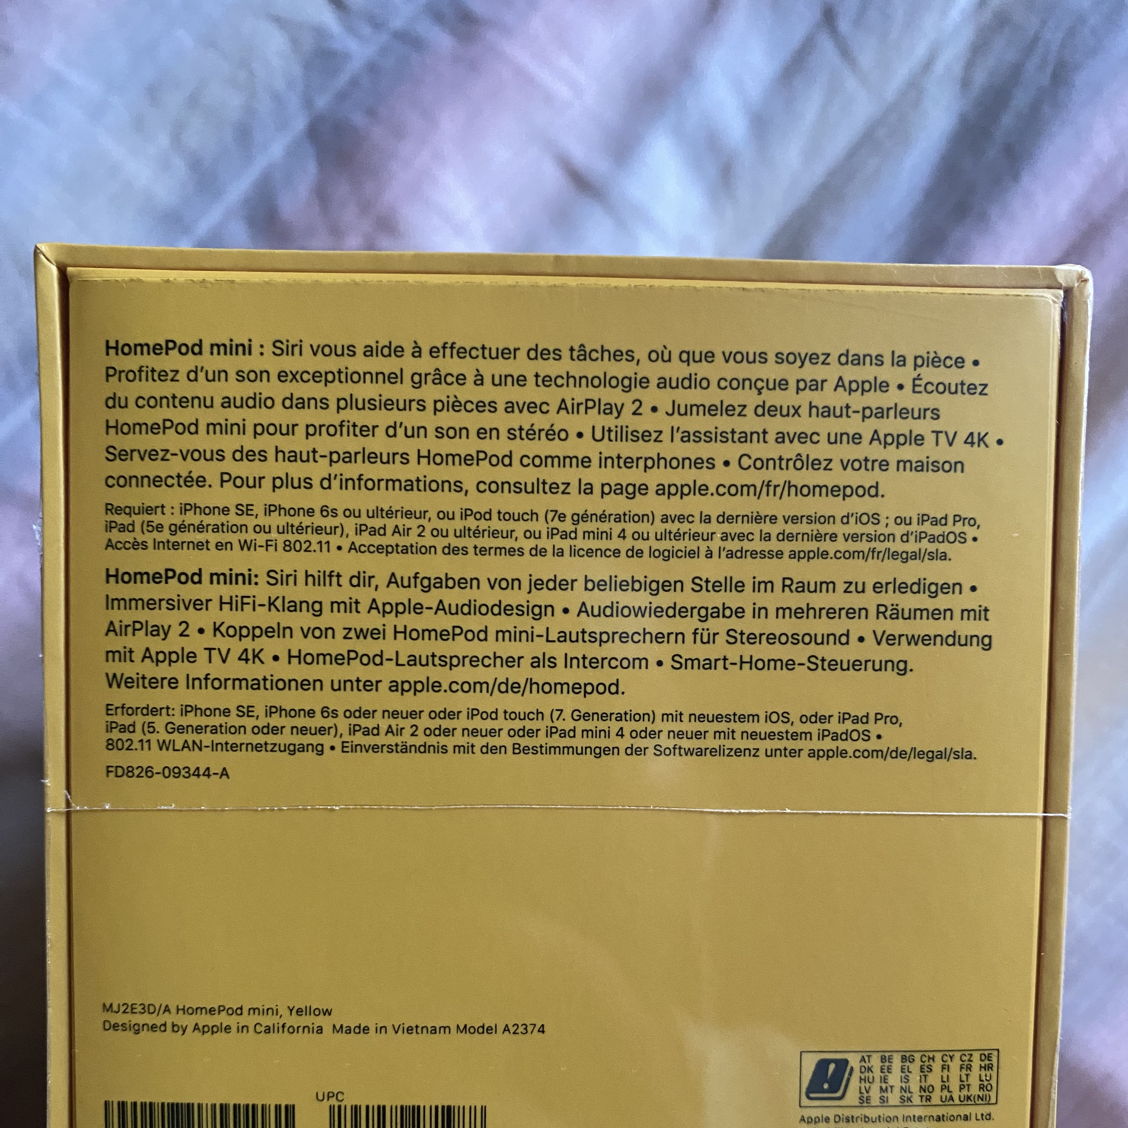 HomePod mini : Siri vous aide à effectuer des tâches, où que vous soyez dans la pièce •
Profitez d'un son exceptionnel grâce à une technologie audio conçue par Apple • Écoutez
du contenu audio dans plusieurs pièces avec AirPlay 2 • Jumelez deux haut-parleurs
HomePod mini pour profiter d'un son en stéréo • Utilisez l'assistant avec une Apple TV 4K •
Servez-vous des haut-parleurs HomePod comme interphones • Contrôlez votre maison
connectée. Pour plus d'informations, consultez la page apple.com/fr/homepod.
Requiert : iPhone SE, iPhone 6s ou ultérieur, ou iPod touch (7e génération) avec la dernière version d'iOS ; ou iPad Pro,
iPad (5e génération ou ultérieur), iPad Air 2 ou ultérieur, ou iPad mini 4 ou ultérieur avec la dernière version d'iPadOS •
Accès Internet en Wi-Fi 802.11 • Acceptation des termes de la licence de logiciel à l'adresse apple.com/fr/legal/sla.
HomePod mini: Siri hilft dir, Aufgaben von jeder beliebigen Stelle im Raum zu erledigen •
Immersiver HiFi-Klang mit Apple-Audiodesign • Audiowiedergabe in mehreren Räumen mit
AirPlay 2 • Koppeln von zwei HomePod mini-Lautsprechern für Stereosound • Verwendung
mit Apple TV 4K • HomePod-Lautsprecher als Intercom • Smart-Home-Steuerung.
Weitere Informationen unter apple.com/de/homepod.
Erfordert: iPhone SE, iPhone 6s oder neuer oder iPod touch (7. Generation) mit neuestem iOS, oder iPad Pro,
iPad (5. Generation oder neuer), iPad Air 2 oder neuer oder iPad mini 4 oder neuer mit neuestem iPadOS •
802.11 WLAN-Internetzugang • Einverständnis mit den Bestimmungen der Softwarelizenz unter apple.com/de/legal/sla.
FD826-09344-A
MJ2E3D/A HomePod mini, Yellow
Designed by Apple in California Made in Vietnam Model A2374
UPC
AT BE BG CH CY CZ DE
DK EE EL ES FI FR HR
HU IE IS IT LI LT LU
LV MT NL NO PL PT RO
SE SI SK TR UA UK(NI)
Apple Distribution International Ltd.